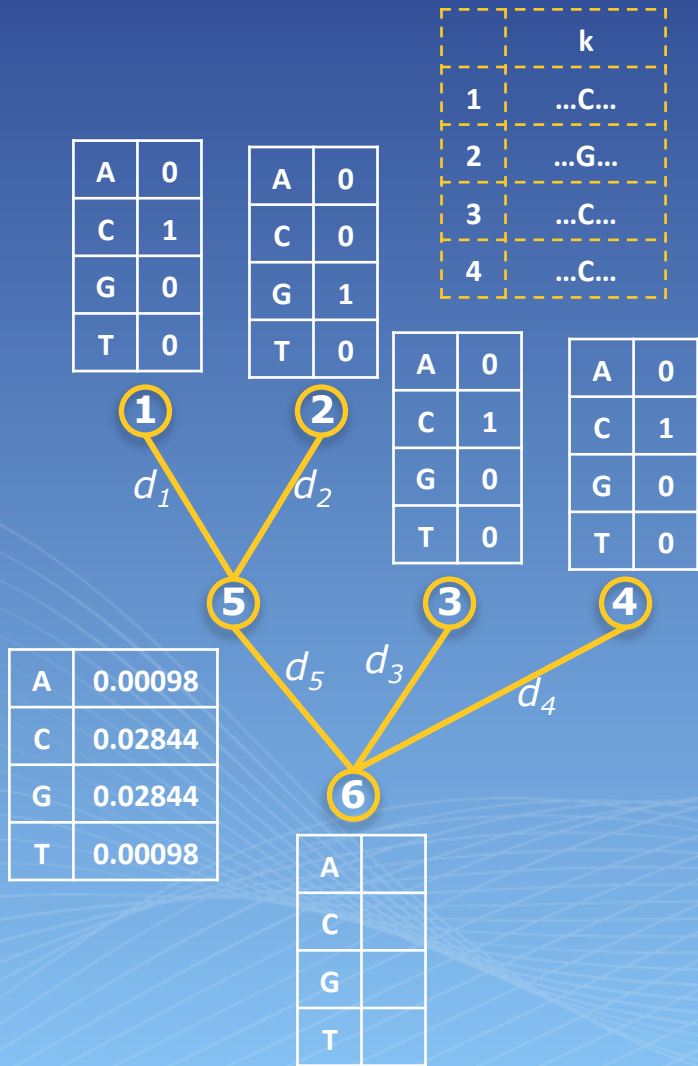 k
1 ...C...
2 ...G...
3 ...C...
4 ...C...
A 0
C 1
G 0
T 0
A 0
C 0
G 1
T 0
A 0
C 1
G 0
T 0
A 0
C 1
G 0
T 0
1
2
d1
d2
5
3
4
d5
d3
d4
A 0.00098
C 0.02844
G 0.02844
T 0.00098
6
A
C
G
T